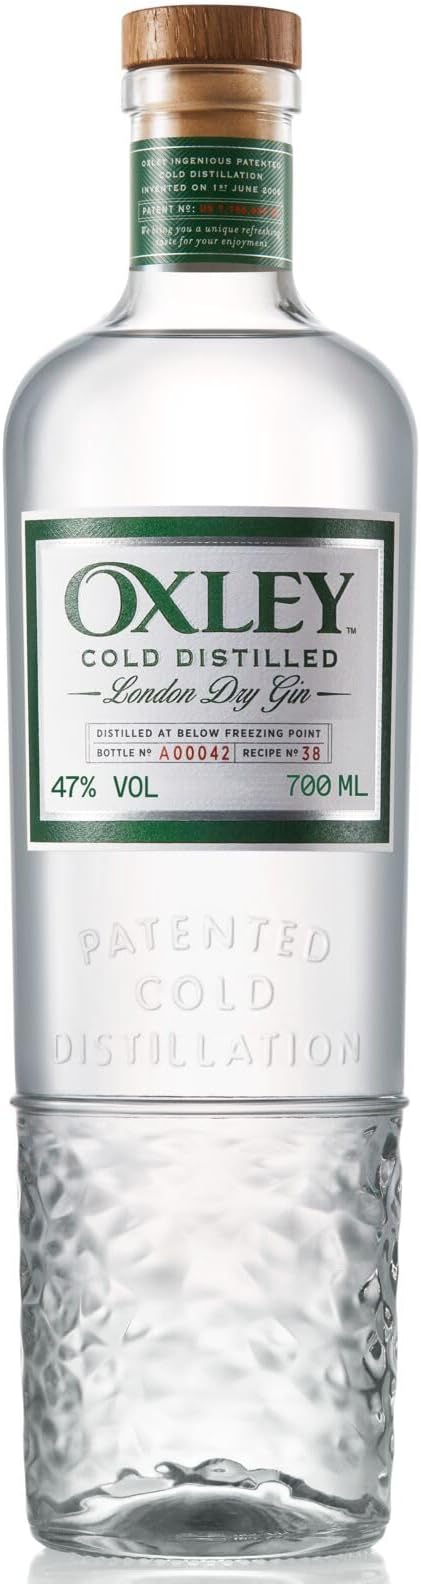 OXLEY INGENIOUS PATENTED
COLD DISTILLATION
INVENTED ON 1ST JUNE 2006
PATENT Nº: US
We bring you a unique refreshing
taste for your enjoyment
OXLEY™
COLD DISTILLED
London Dry Gin
DISTILLED AT BELOW FREEZING POINT
BOTTLE Nº A00042 RECIPE Nº 38
47% VOL 700 ML
PATENTED
COLD
DISTILLATION